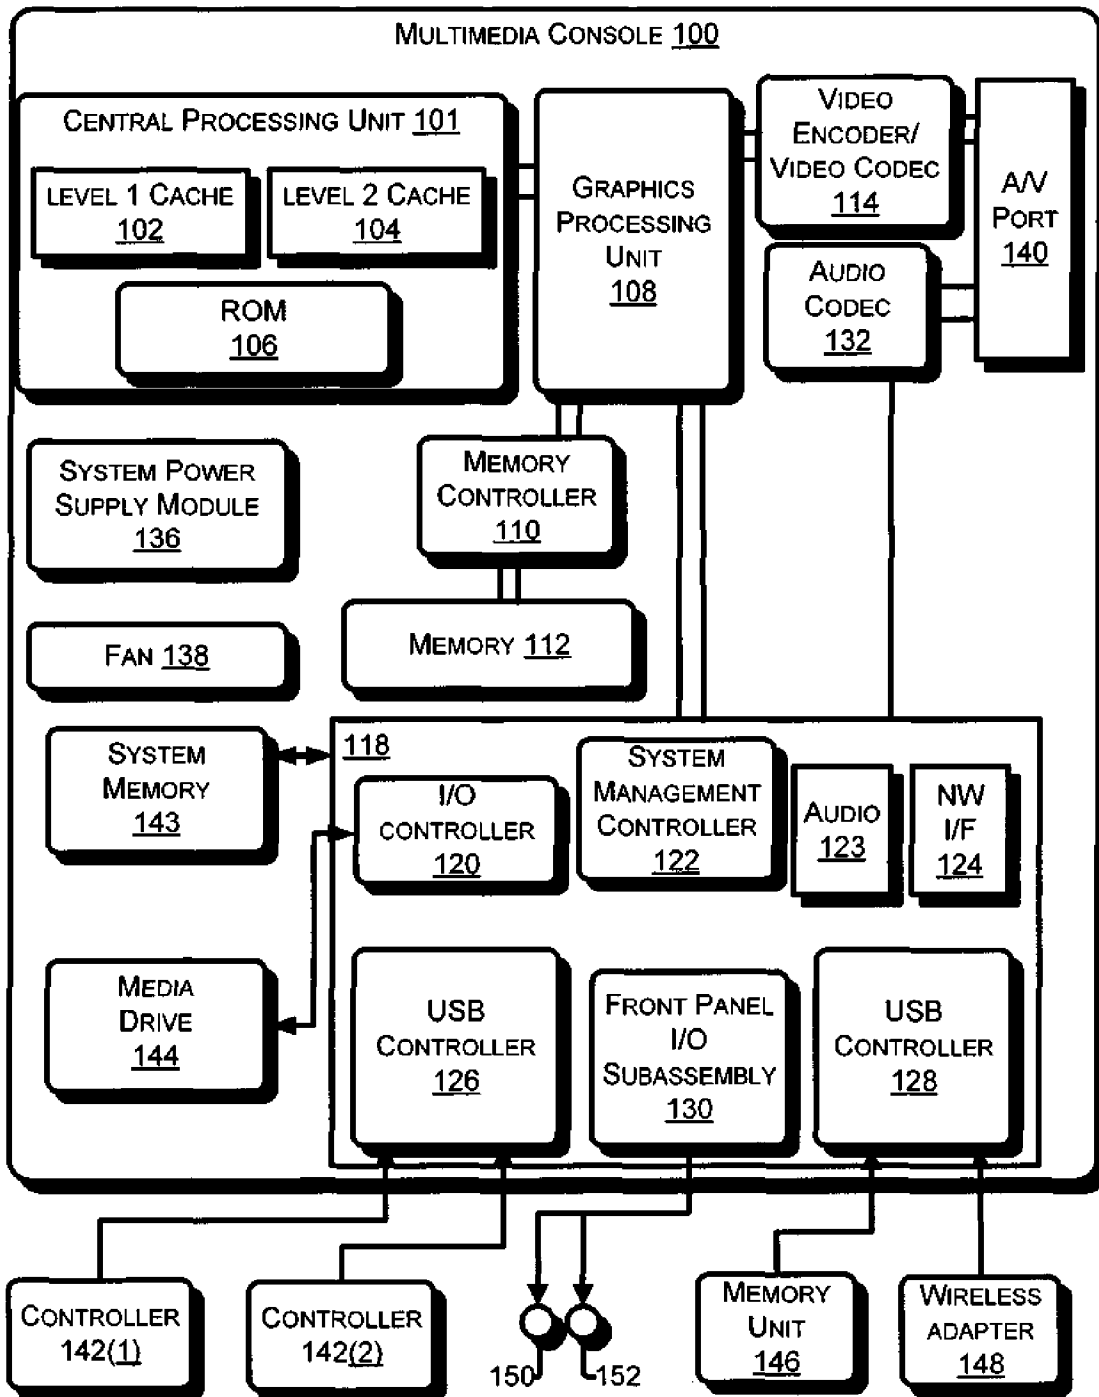 MULTIMEDIA CONSOLE 100
CENTRAL PROCESSING UNIT 101
LEVEL 1 CACHE
102
LEVEL 2 CACHE
104
ROM
106
GRAPHICS
PROCESSING
UNIT
108
VIDEO
ENCODER/
VIDEO CODEC
114
A/V
PORT
140
AUDIO
CODEC
132
SYSTEM POWER
SUPPLY MODULE
136
MEMORY
CONTROLLER
110
FAN 138
MEMORY 112
SYSTEM
MEMORY
143
118
I/O
CONTROLLER
120
SYSTEM
MANAGEMENT
CONTROLLER
122
AUDIO
123
NW
I/F
124
MEDIA
DRIVE
144
USB
CONTROLLER
126
FRONT PANEL
I/O
SUBASSEMBLY
130
USB
CONTROLLER
128
CONTROLLER
142(1)
CONTROLLER
142(2)
150
152
MEMORY
UNIT
146
WIRELESS
ADAPTER
148